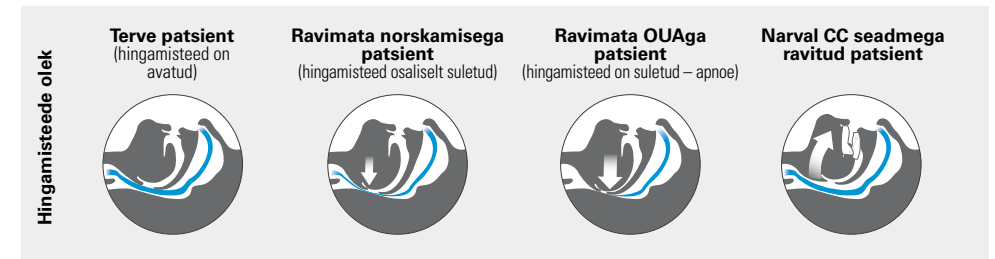 Hingamisteede olek
Terve patsient
(hingamisteed on
avatud)
Ravimata norskamisega
patsient
(hingamisteed osaliselt suletud)
Ravimata OUAga
patsient
(hingamisteed on suletud – apnoe)
Narval CC seadmega
ravitud patsient